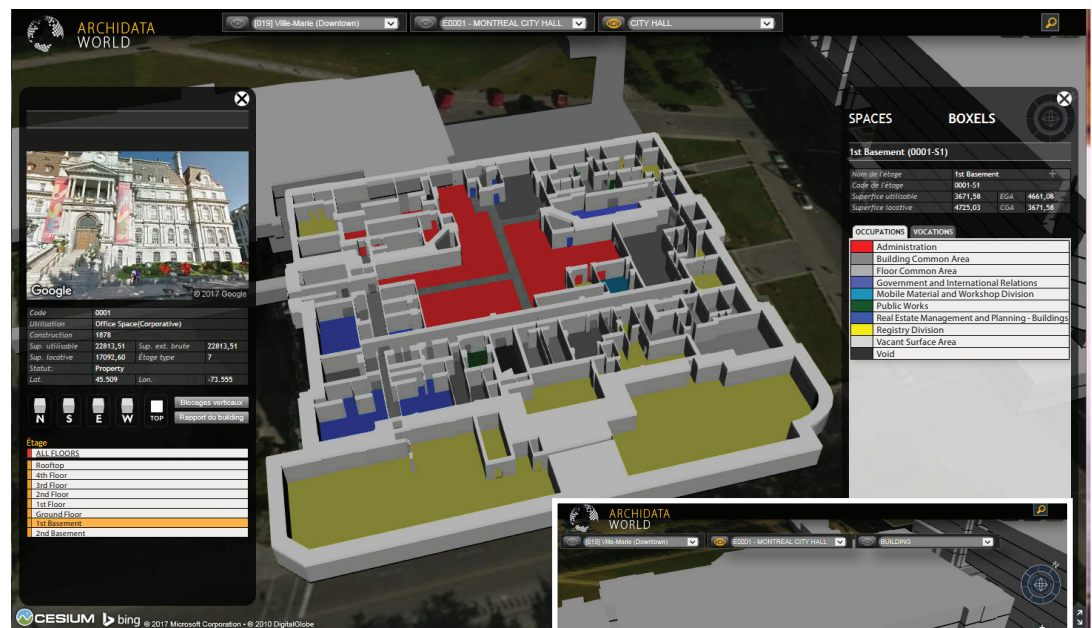 ARCHIDATA
WORLD
[019] Ville-Marie (Downtown)
E0001 - MONTREAL CITY HALL
CITY HALL
Google
© 2017 Google
Code 0001
Utilisation Office Space(Corporative)
Construction 1878
Sup. utilisable 22813,51 Sup. ext. brute 22813,51
Sup. locative 17092,60 Étage type 7
Statut: Property
Lat. 45.509 Lon. -73.555
N S E W TOP
Blocages verticaux
Rapport du building
Étage
ALL FLOORS
Rooftop
4th Floor
3rd Floor
2nd Floor
1st Floor
Ground Floor
1st Basement
2nd Basement
CESIUM bing © 2017 Microsoft Corporation • © 2010 DigitalGlobe
SPACES BOXELS
1st Basement (0001-S1)
Nom de l'étage 1st Basement
Code de l'étage 0001-S1
Superfice utilisable 3671,58 EGA 4661,06
Superfice locative 4725,03 CGA 3671,58
OCCUPATIONS VOCATIONS
Administration
Building Common Area
Floor Common Area
Government and International Relations
Mobile Material and Workshop Division
Public Works
Real Estate Management and Planning - Buildings
Registry Division
Vacant Surface Area
Void
ARCHIDATA
WORLD
[019] Ville-Marie (Downtown)
E0001 - MONTREAL CITY HALL
BUILDING
N